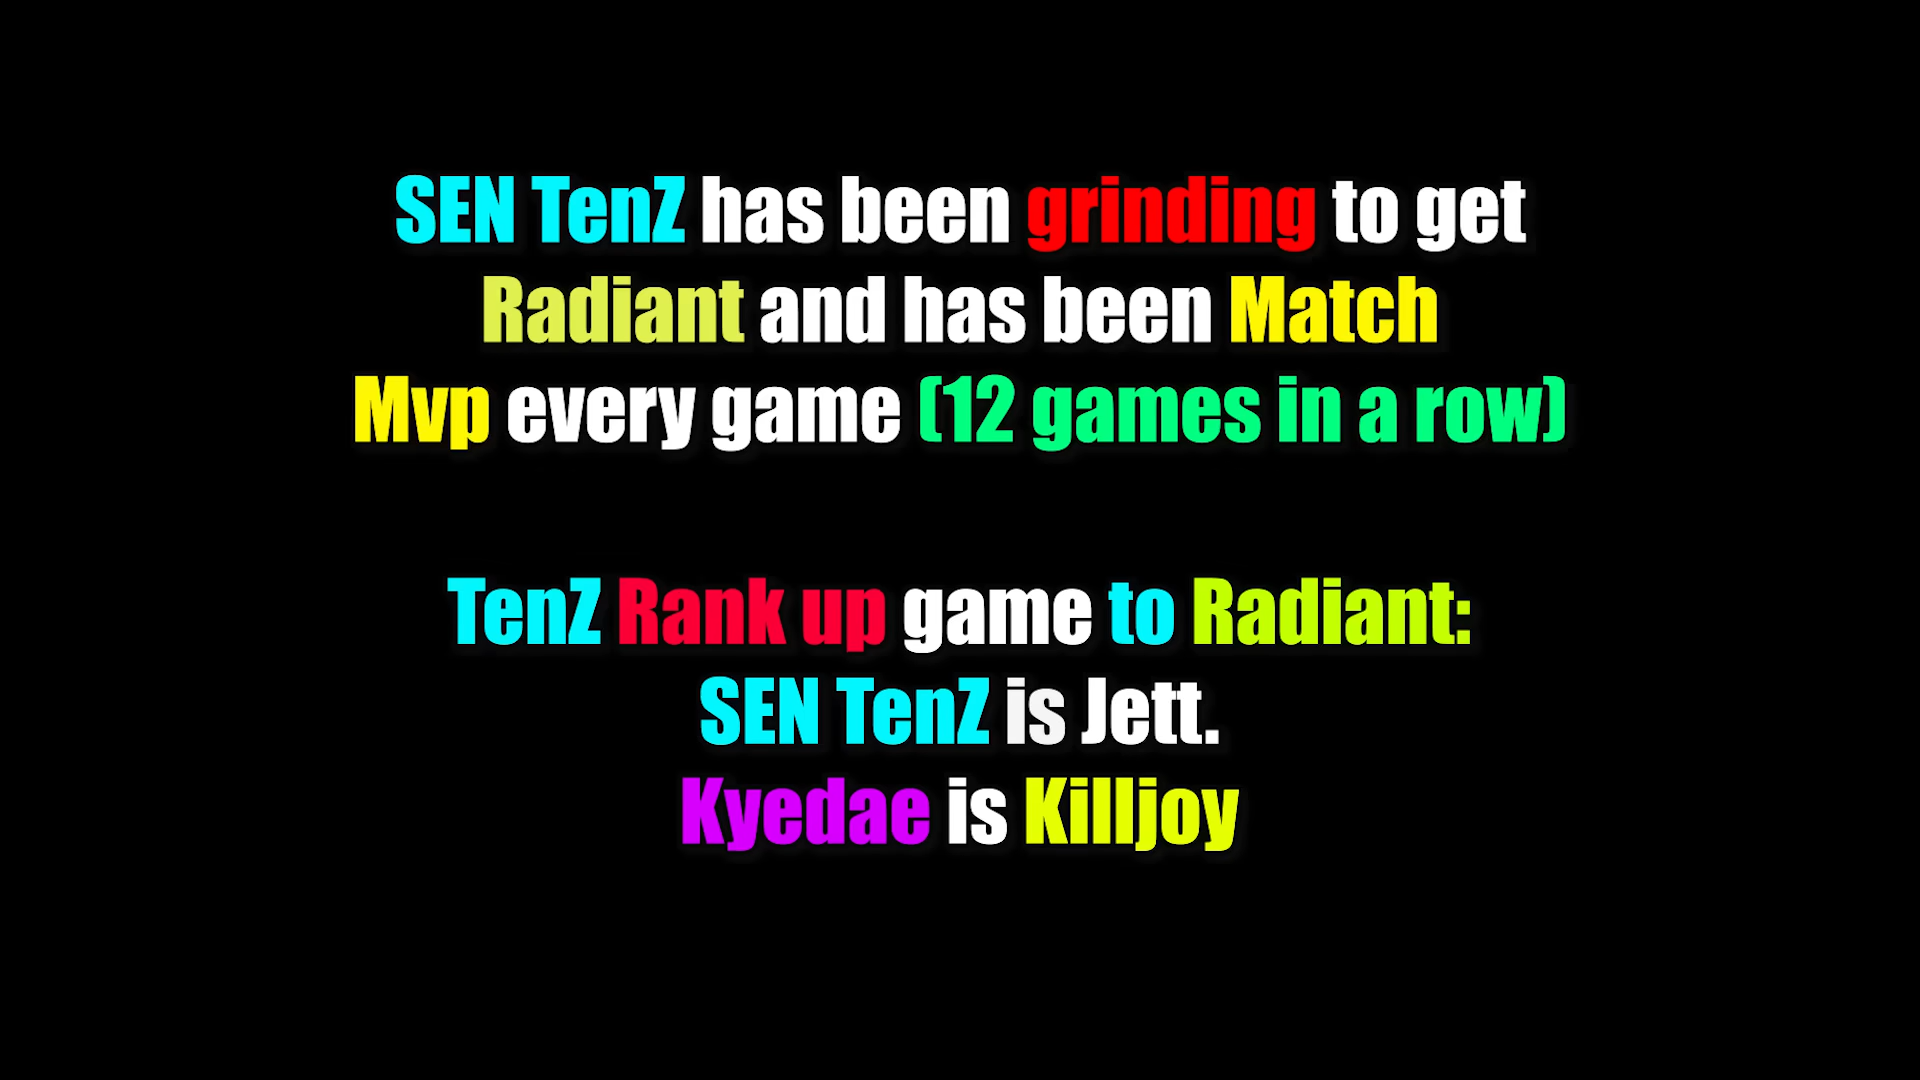 SEN TenZ has been grinding to get
Radiant and has been Match
Mvp every game (12 games in a row)
TenZ Rank up game to Radiant:
SEN TenZ is Jett.
Kyedae is Killjoy